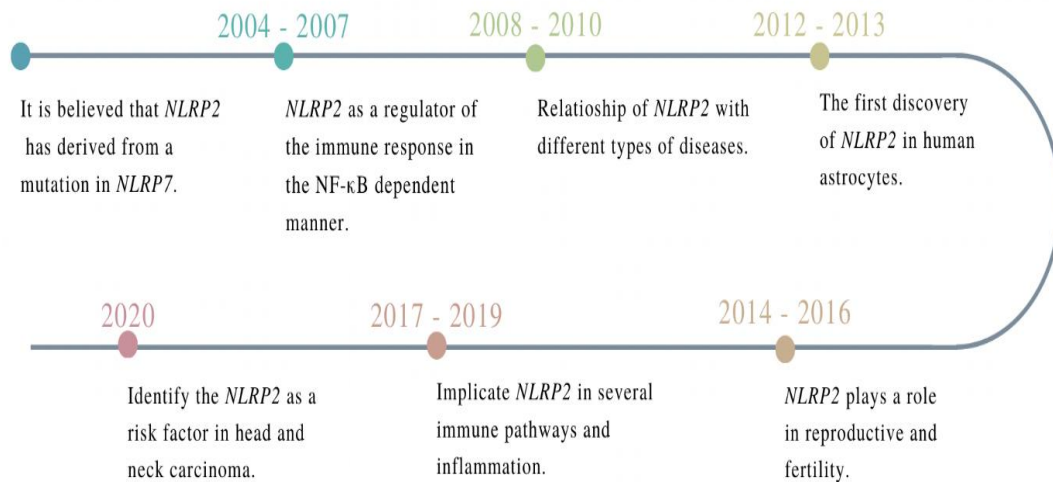 2004 - 2007
2008 - 2010
2012 - 2013
It is believed that NLRP2
has derived from a
mutation in NLRP7.
NLRP2 as a regulator of
the immune response in
the NF-κB dependent
manner.
Relatioship of NLRP2 with
different types of diseases.
The first discovery
of NLRP2 in human
astrocytes.
2020
2017 - 2019
2014 - 2016
Identify the NLRP2 as a
risk factor in head and
neck carcinoma.
Implicate NLRP2 in several
immune pathways and
inflammation.
NLRP2 plays a role
in reproductive and
fertility.